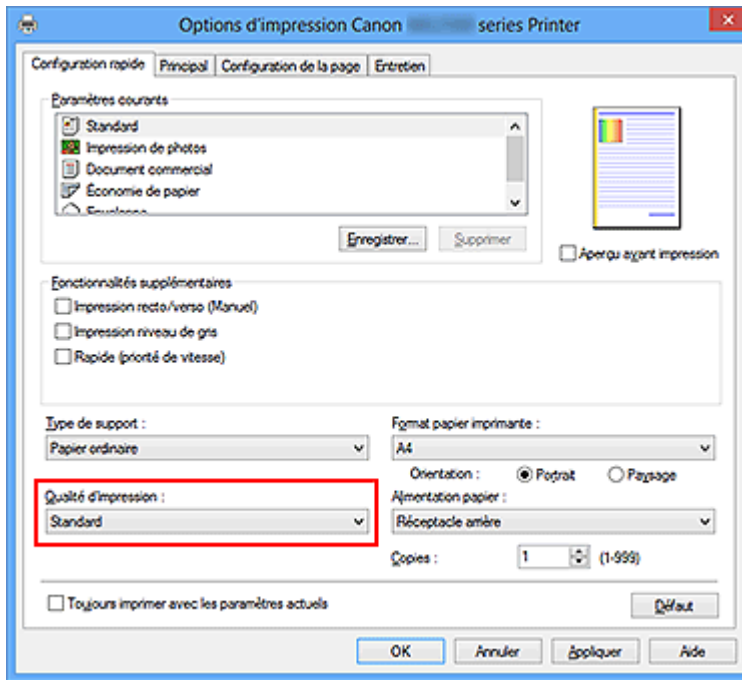 Options d'impression Canon series Printer
Configuration rapide Principal Configuration de la page Entretien
Paramètres courants
Standard
Impression de photos
Document commercial
Économie de papier
Enregistrer... Supprimer
Aperçu avant impression
Fonctionnalités supplémentaires
Impression recto/verso (Manuel)
Impression niveau de gris
Rapide (priorité de vitesse)
Type de support : Format papier imprimante :
Papier ordinaire A4
Orientation : Portrait Paysage
Qualité d'impression : Alimentation papier :
Standard Réceptacle arrière
Copies : 1 (1-999)
Toujours imprimer avec les paramètres actuels Défaut
OK Annuler Appliquer Aide